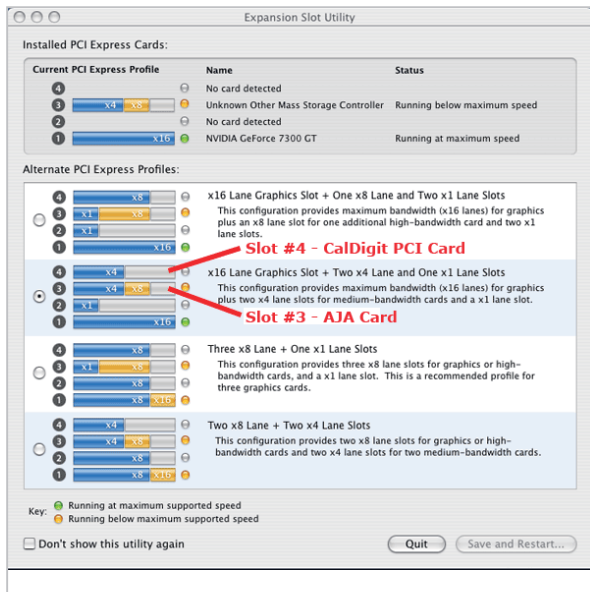 Expansion Slot Utility
Installed PCI Express Cards:
Current PCI Express Profile Name Status
4 No card detected
3 x4 x8 Unknown Other Mass Storage Controller Running below maximum speed
2 No card detected
1 x16 NVIDIA GeForce 7300 GT Running at maximum speed
Alternate PCI Express Profiles:
4 x8 x16 Lane Graphics Slot + One x8 Lane and Two x1 Lane Slots
3 x1 x8 This configuration provides maximum bandwidth (x16 lanes) for graphics
2 x1 plus an x8 lane slot for one additional high-bandwidth card and two x1
lane slots.
1 x16
Slot #4 - CalDigit PCI Card
4 x4 x16 Lane Graphics Slot + Two x4 Lane and One x1 Lane Slots
3 x4 x8 This configuration provides maximum bandwidth (x16 lanes) for graphics
2 x1 plus two x4 lane slots for medium-bandwidth cards and a x1 lane slot.
1 x16 Slot #3 - AJA Card
4 x8 Three x8 Lane + One x1 Lane Slots
3 x1 x8 This configuration provides three x8 lane slots for graphics or high-
2 x8 bandwidth cards, and a x1 lane slot. This is a recommended profile for
1 x8 x16 three graphics cards.
4 x4 Two x8 Lane + Two x4 Lane Slots
3 x4 x8 This configuration provides two x8 lane slots for graphics or high-
2 x8 bandwidth cards and two x4 lane slots for two medium-bandwidth cards.
1 x8 x16
Key: Running at maximum supported speed
Running below maximum supported speed
Don't show this utility again Quit Save and Restart...